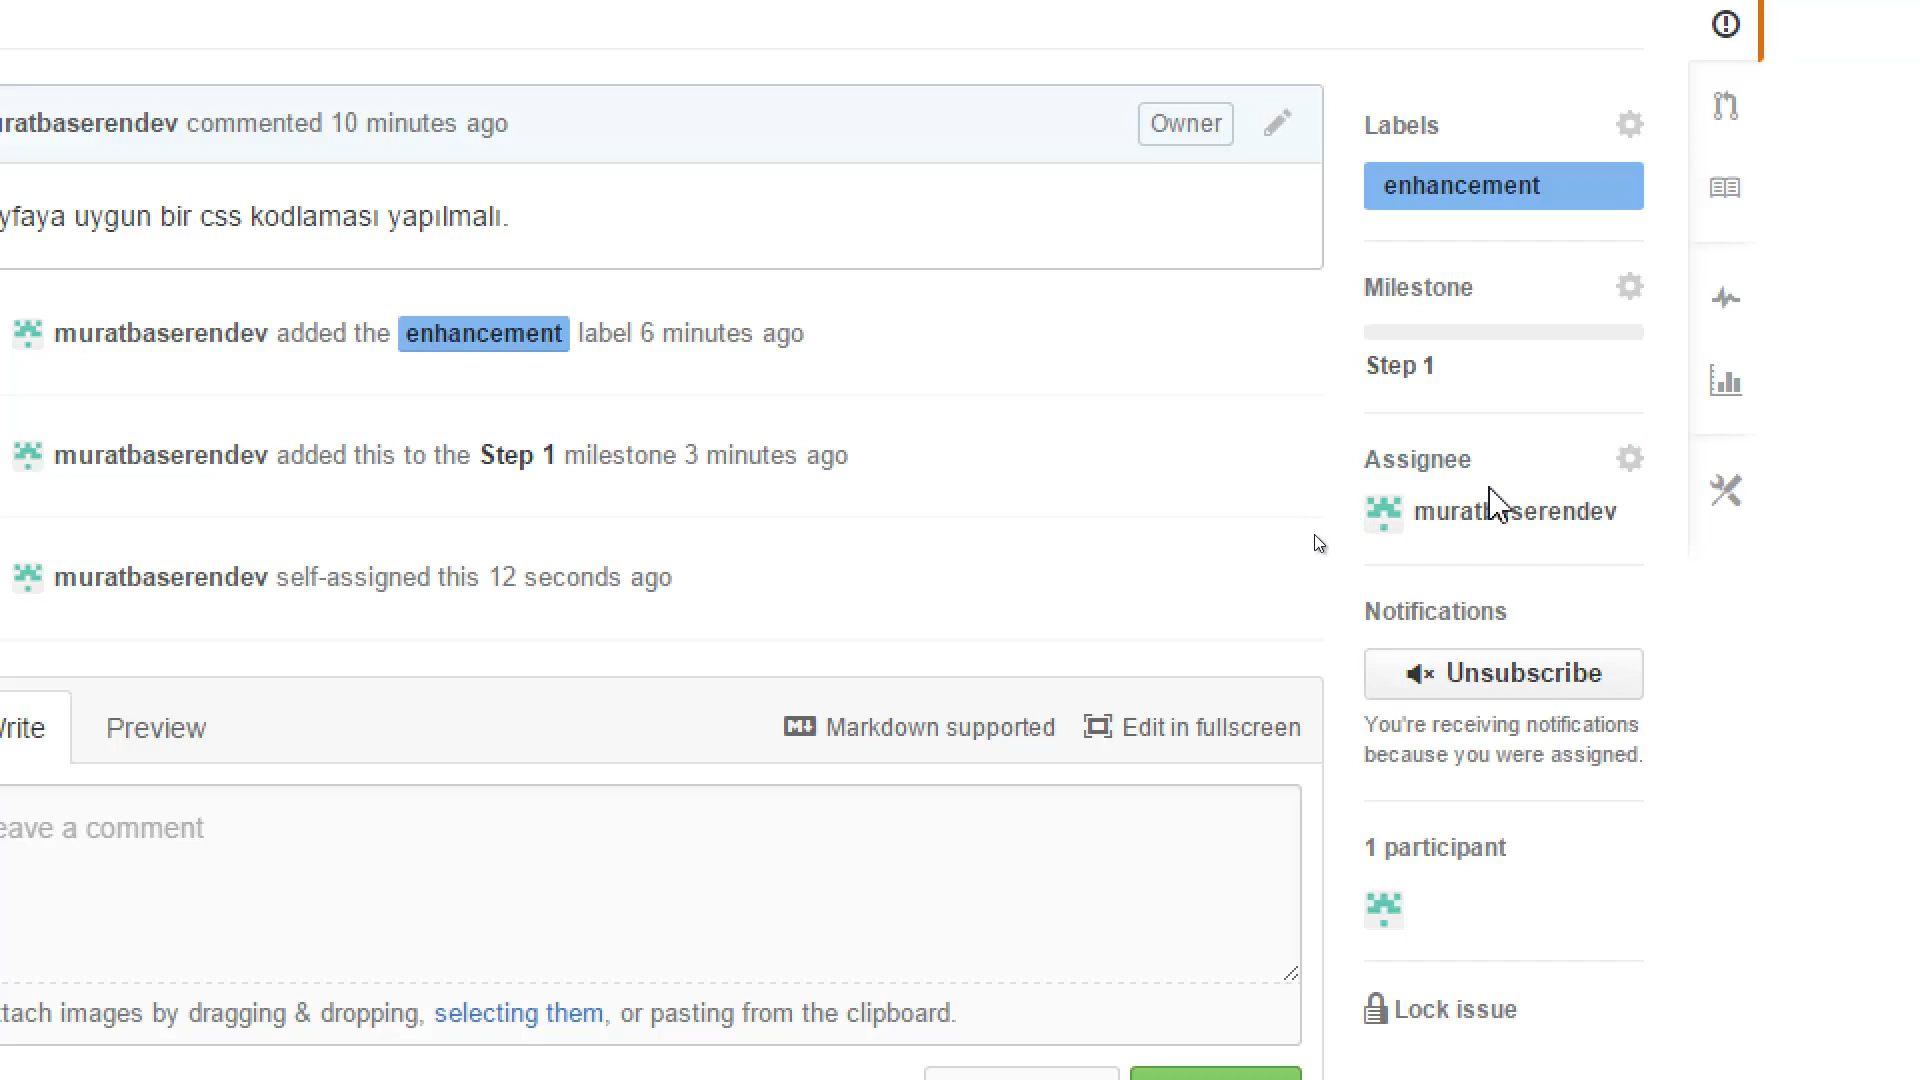 ratbaserendev commented 10 minutes ago
Owner
yfaya uygun bir css kodlaması yapılmalı.
muratbaserendev added the enhancement label 6 minutes ago
muratbaserendev added this to the Step 1 milestone 3 minutes ago
muratbaserendev self-assigned this 12 seconds ago
Write Preview
M↓ Markdown supported Edit in fullscreen
eave a comment
tach images by dragging & dropping, selecting them, or pasting from the clipboard.
Labels
enhancement
Milestone
Step 1
Assignee
muratbaserendev
Notifications
Unsubscribe
You're receiving notifications
because you were assigned.
1 participant
Lock issue